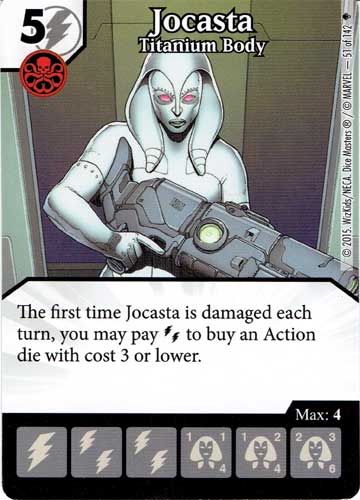 5
Jocasta
Titanium Body
© 2015. WizKids/NECA. Dice Masters ® / © MARVEL — 51 of 142
The first time Jocasta is damaged each
turn, you may pay to buy an Action
die with cost 3 or lower.
Max: 4
1 4
1 2 4
2 3 6